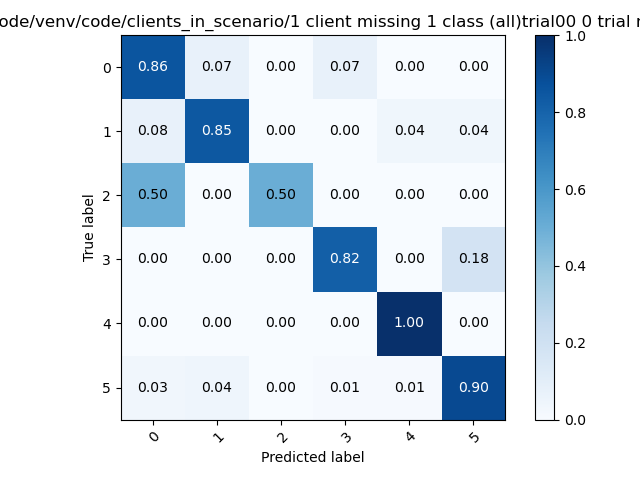 ode/venv/code/clients_in_scenario/1 client missing 1 class (all)trial00 0 trial
True label
0 0.86 0.07 0.00 0.07 0.00 0.00
1 0.08 0.85 0.00 0.00 0.04 0.04
2 0.50 0.00 0.50 0.00 0.00 0.00
3 0.00 0.00 0.00 0.82 0.00 0.18
4 0.00 0.00 0.00 0.00 1.00 0.00
5 0.03 0.04 0.00 0.01 0.01 0.90
0 1 2 3 4 5
Predicted label
1.0
0.8
0.6
0.4
0.2
0.0